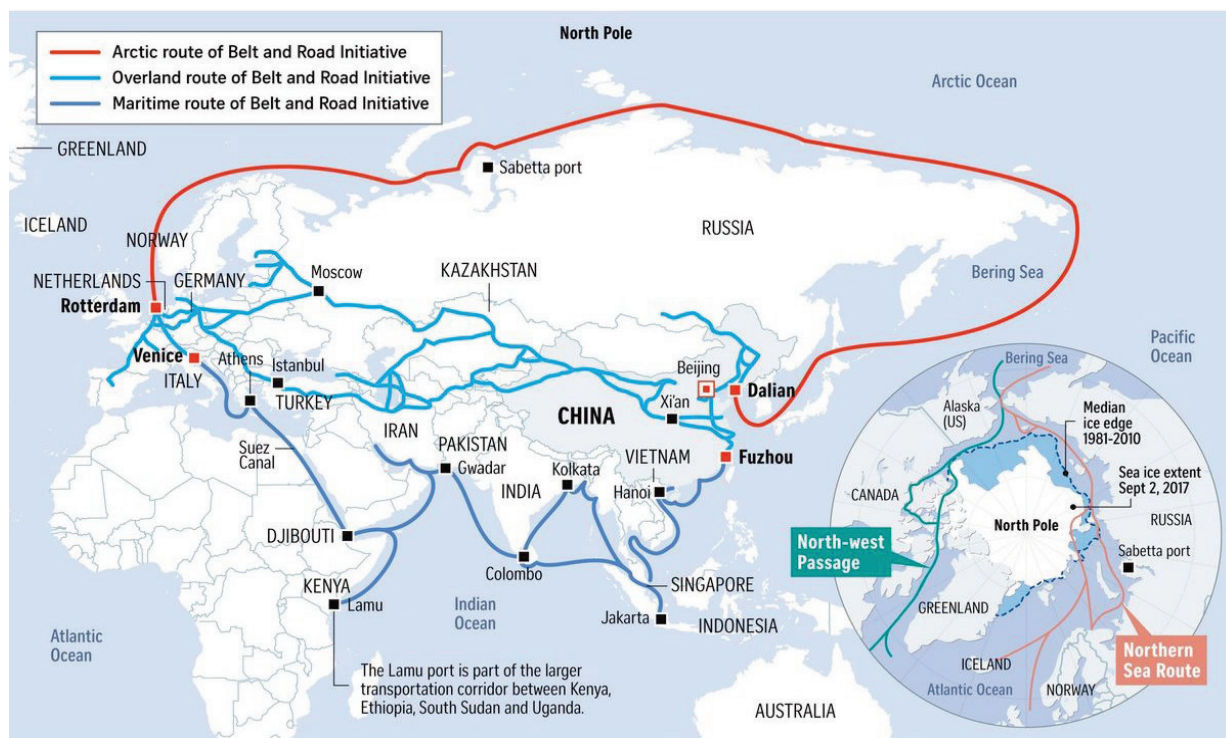 North Pole
Arctic route of Belt and Road Initiative
Overland route of Belt and Road Initiative
Maritime route of Belt and Road Initiative
Arctic Ocean
GREENLAND
Sabetta port
ICELAND
NORWAY
RUSSIA
Bering Sea
NETHERLANDS
GERMANY
Moscow
KAZAKHSTAN
Rotterdam
Pacific
Ocean
Venice
Athens
Istanbul
Beijing
ITALY
TURKEY
Xi'an
Dalian
CHINA
IRAN
PAKISTAN
Suez
Canal
Gwadar
Kolkata
VIETNAM
Fuzhou
INDIA
Hanoi
DJIBOUTI
Colombo
SINGAPORE
KENYA
Lamu
Indian
Ocean
Jakarta
INDONESIA
Atlantic
Ocean
The Lamu port is part of the larger
transportation corridor between Kenya,
Ethiopia, South Sudan and Uganda.
AUSTRALIA
Bering Sea
Alaska
(US)
Median
ice edge
1981-2010
Sea ice extent
Sept 2, 2017
CANADA
North Pole
RUSSIA
North-west
Passage
Sabetta port
GREENLAND
Northern
Sea Route
ICELAND
Atlantic Ocean
NORWAY